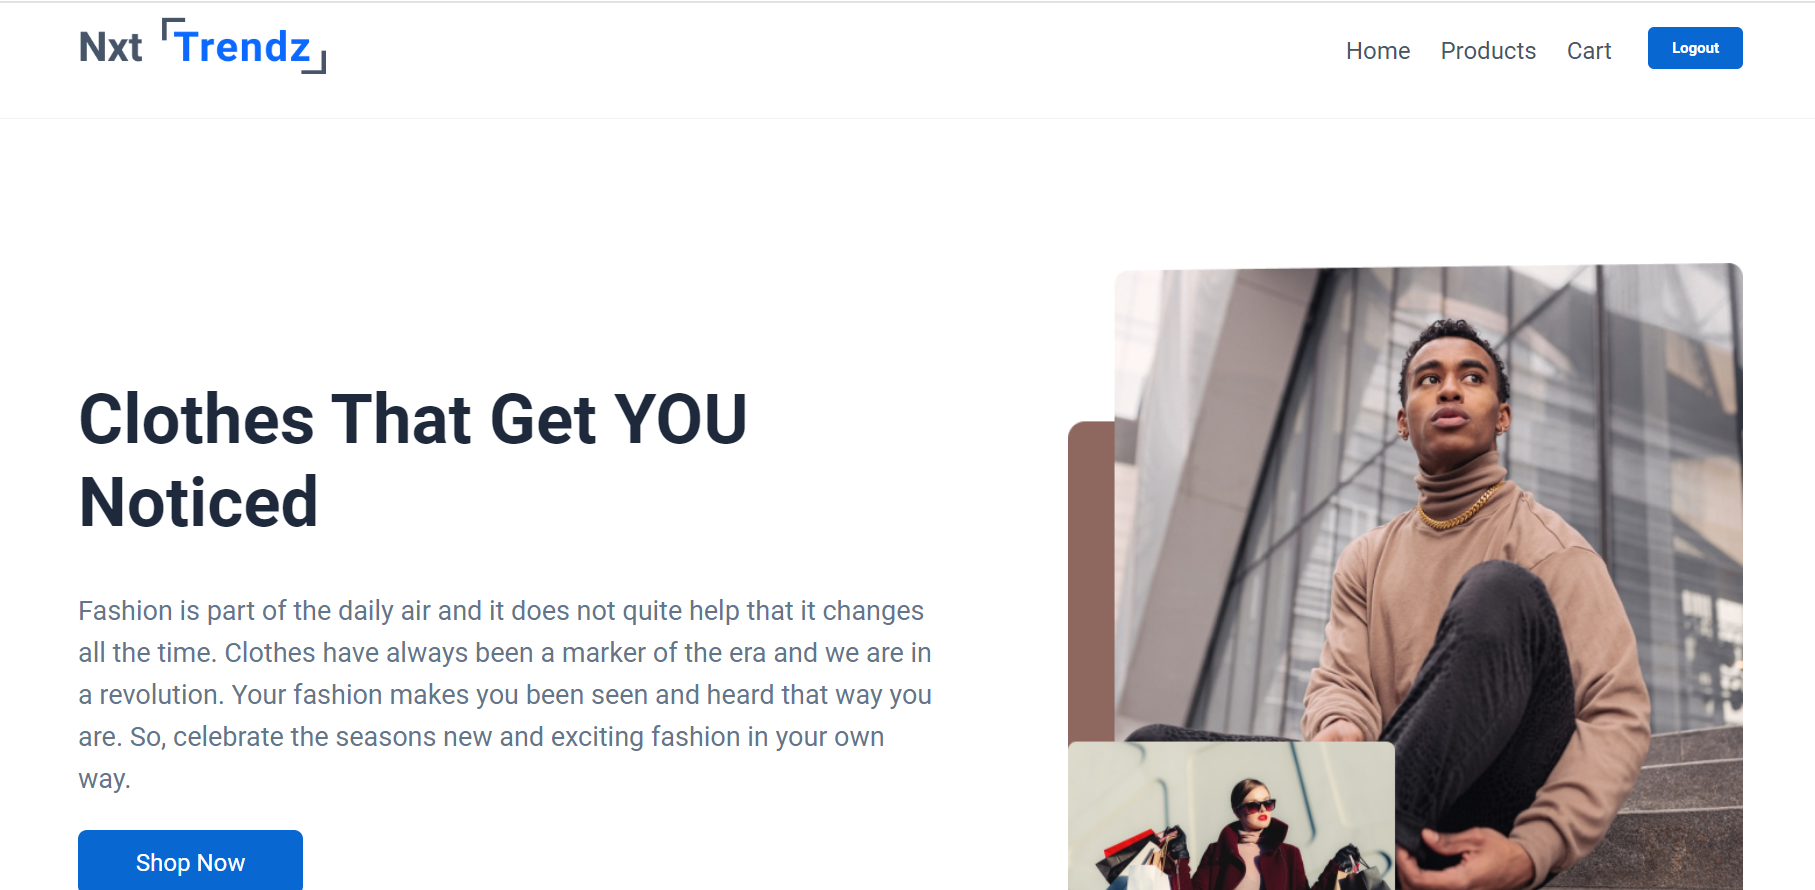 Nxt Trendz
Home Products Cart Logout
Clothes That Get YOU
Noticed
Fashion is part of the daily air and it does not quite help that it changes
all the time. Clothes have always been a marker of the era and we are in
a revolution. Your fashion makes you been seen and heard that way you
are. So, celebrate the seasons new and exciting fashion in your own
way.
Shop Now